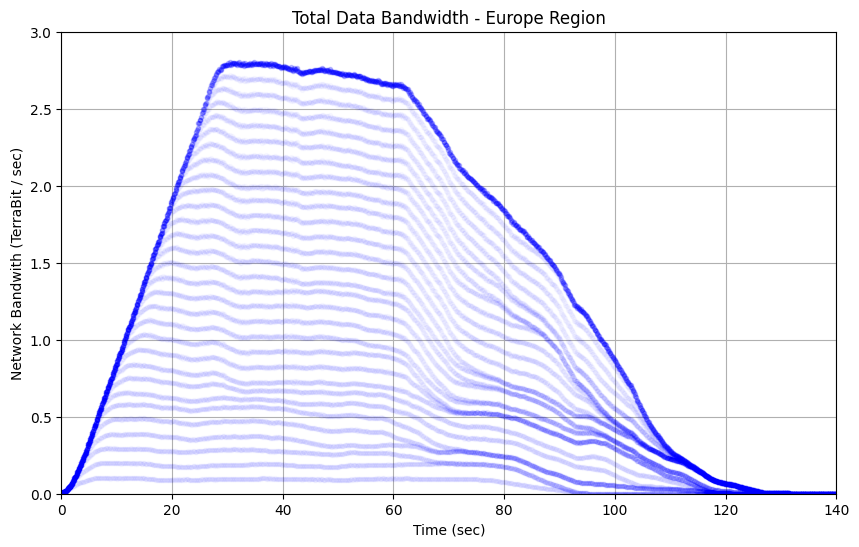 Total Data Bandwidth - Europe Region
Network Bandwith (TerraBit / sec)
3.0
2.5
2.0
1.5
1.0
0.5
0.0
0 20 40 60 80 100 120 140
Time (sec)